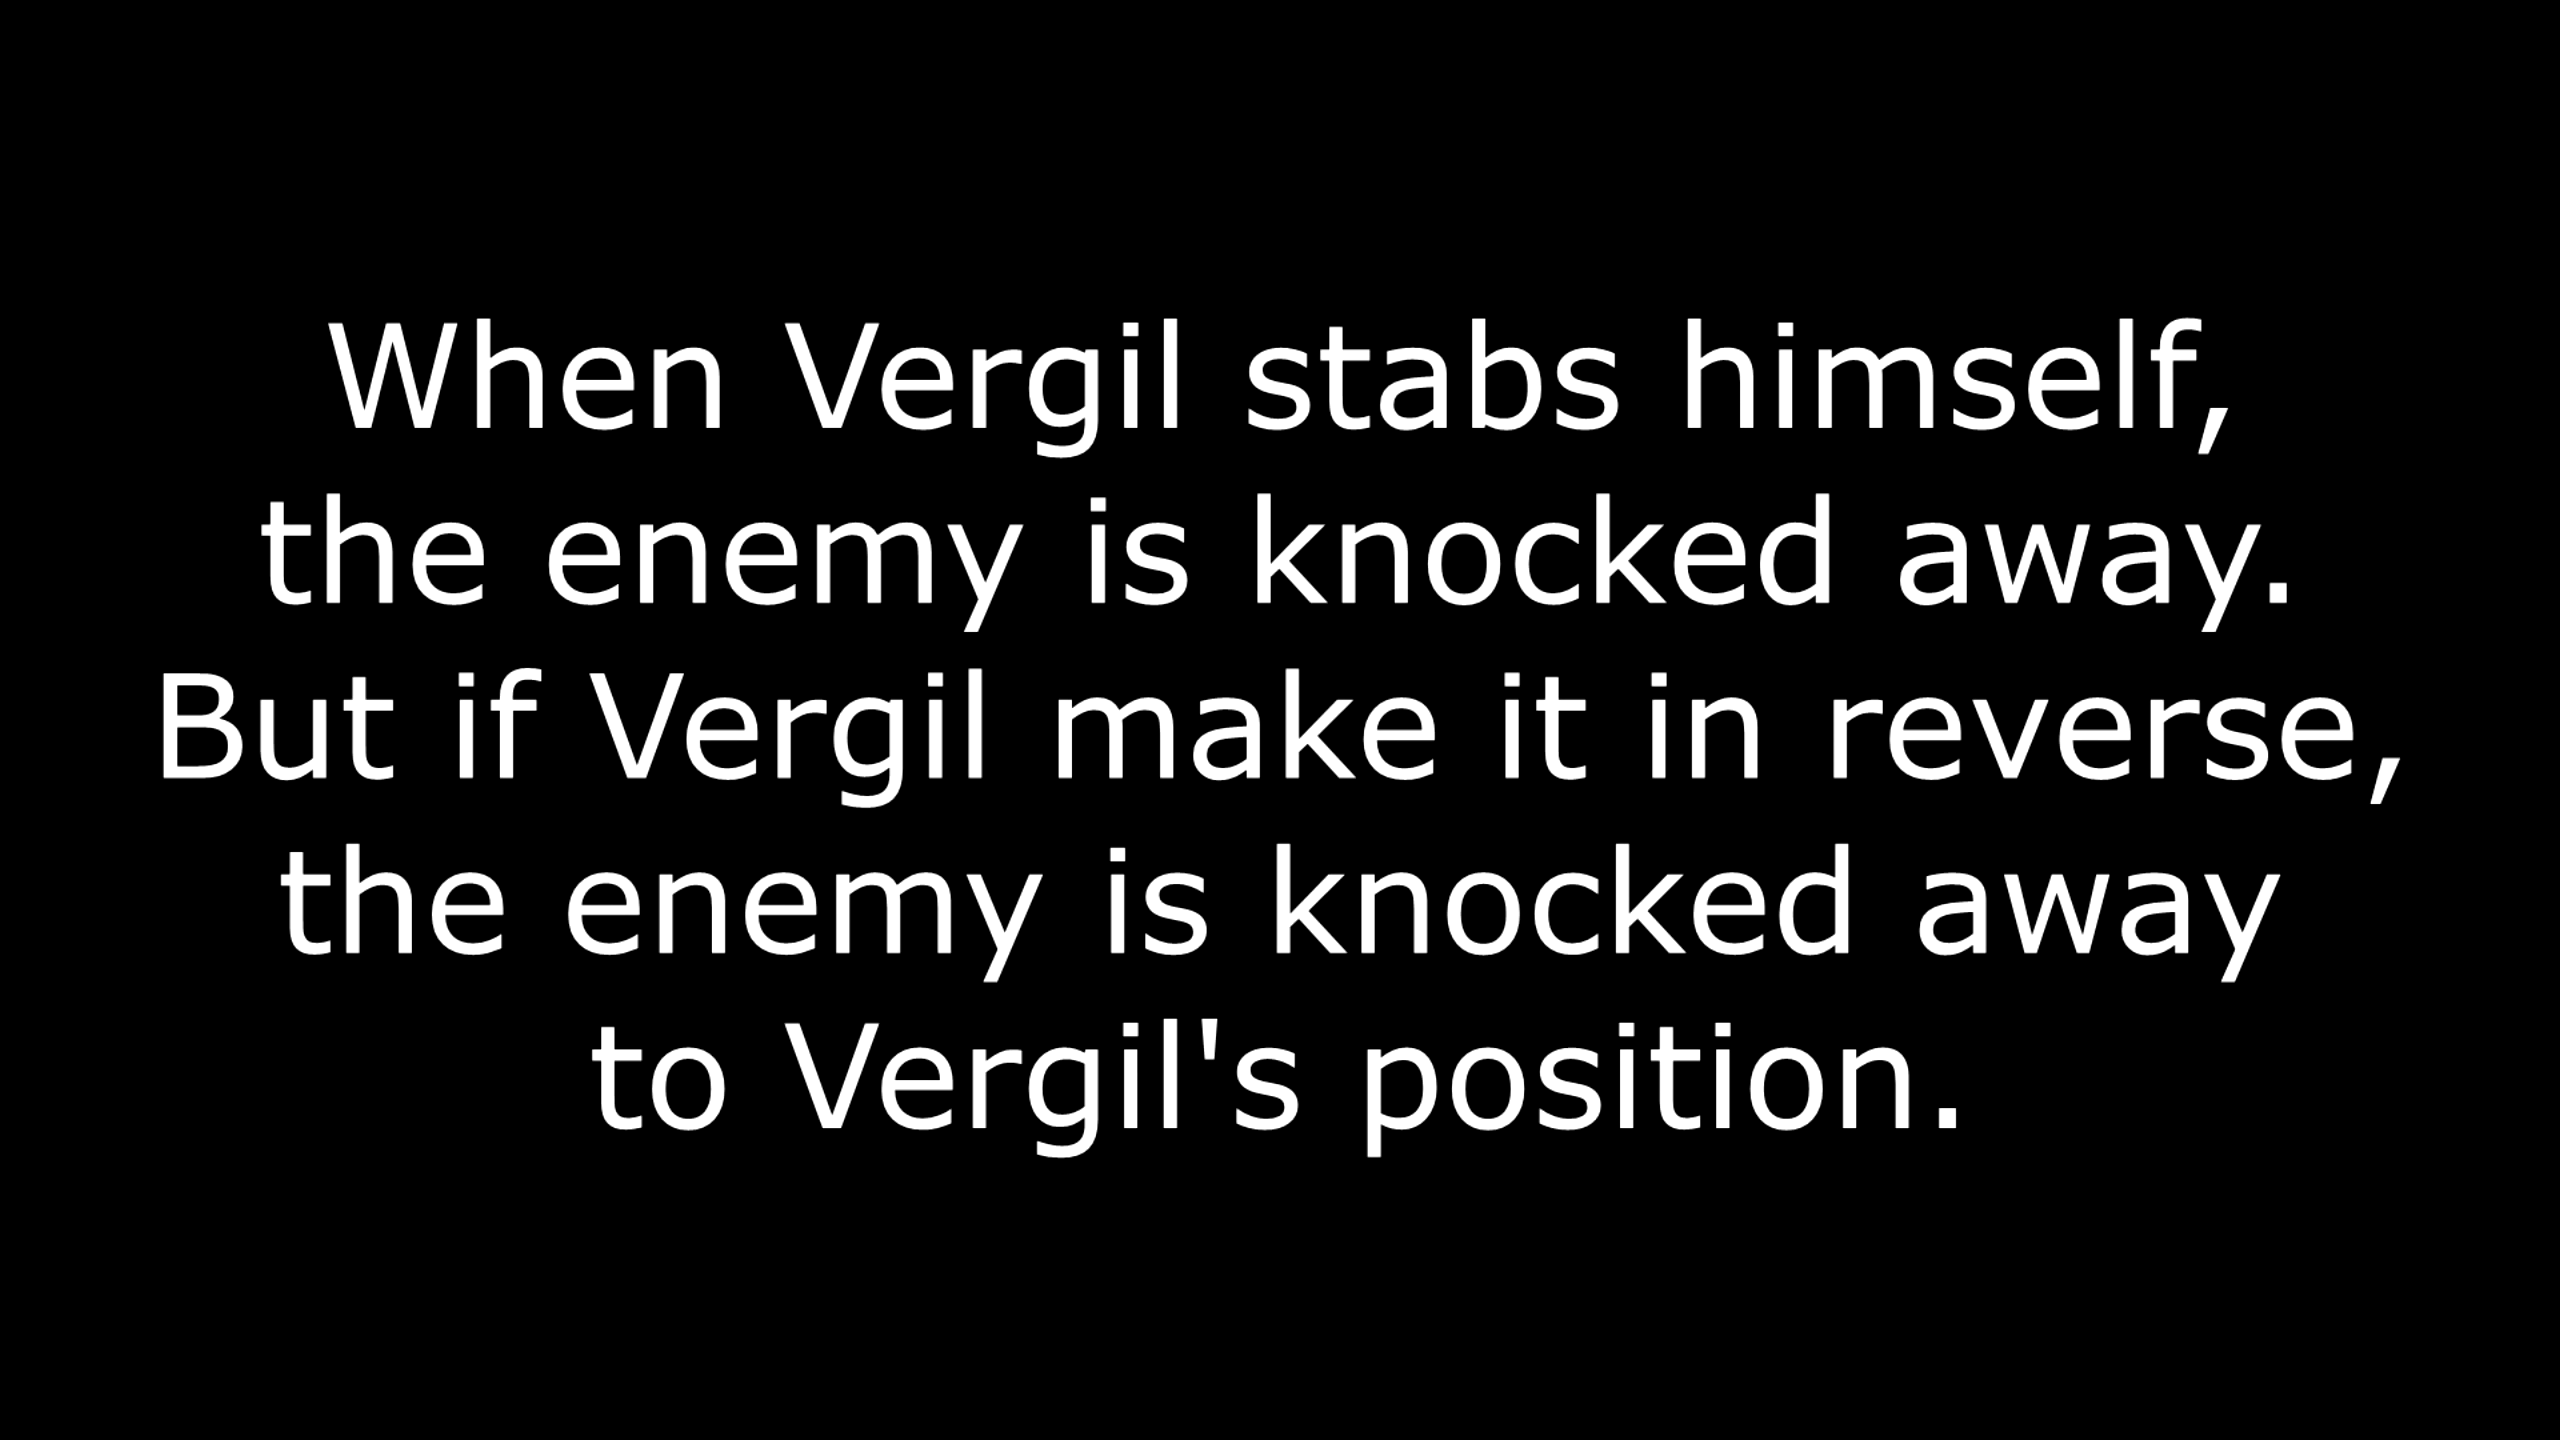 When Vergil stabs himself,
the enemy is knocked away.
But if Vergil make it in reverse,
the enemy is knocked away
to Vergil's position.